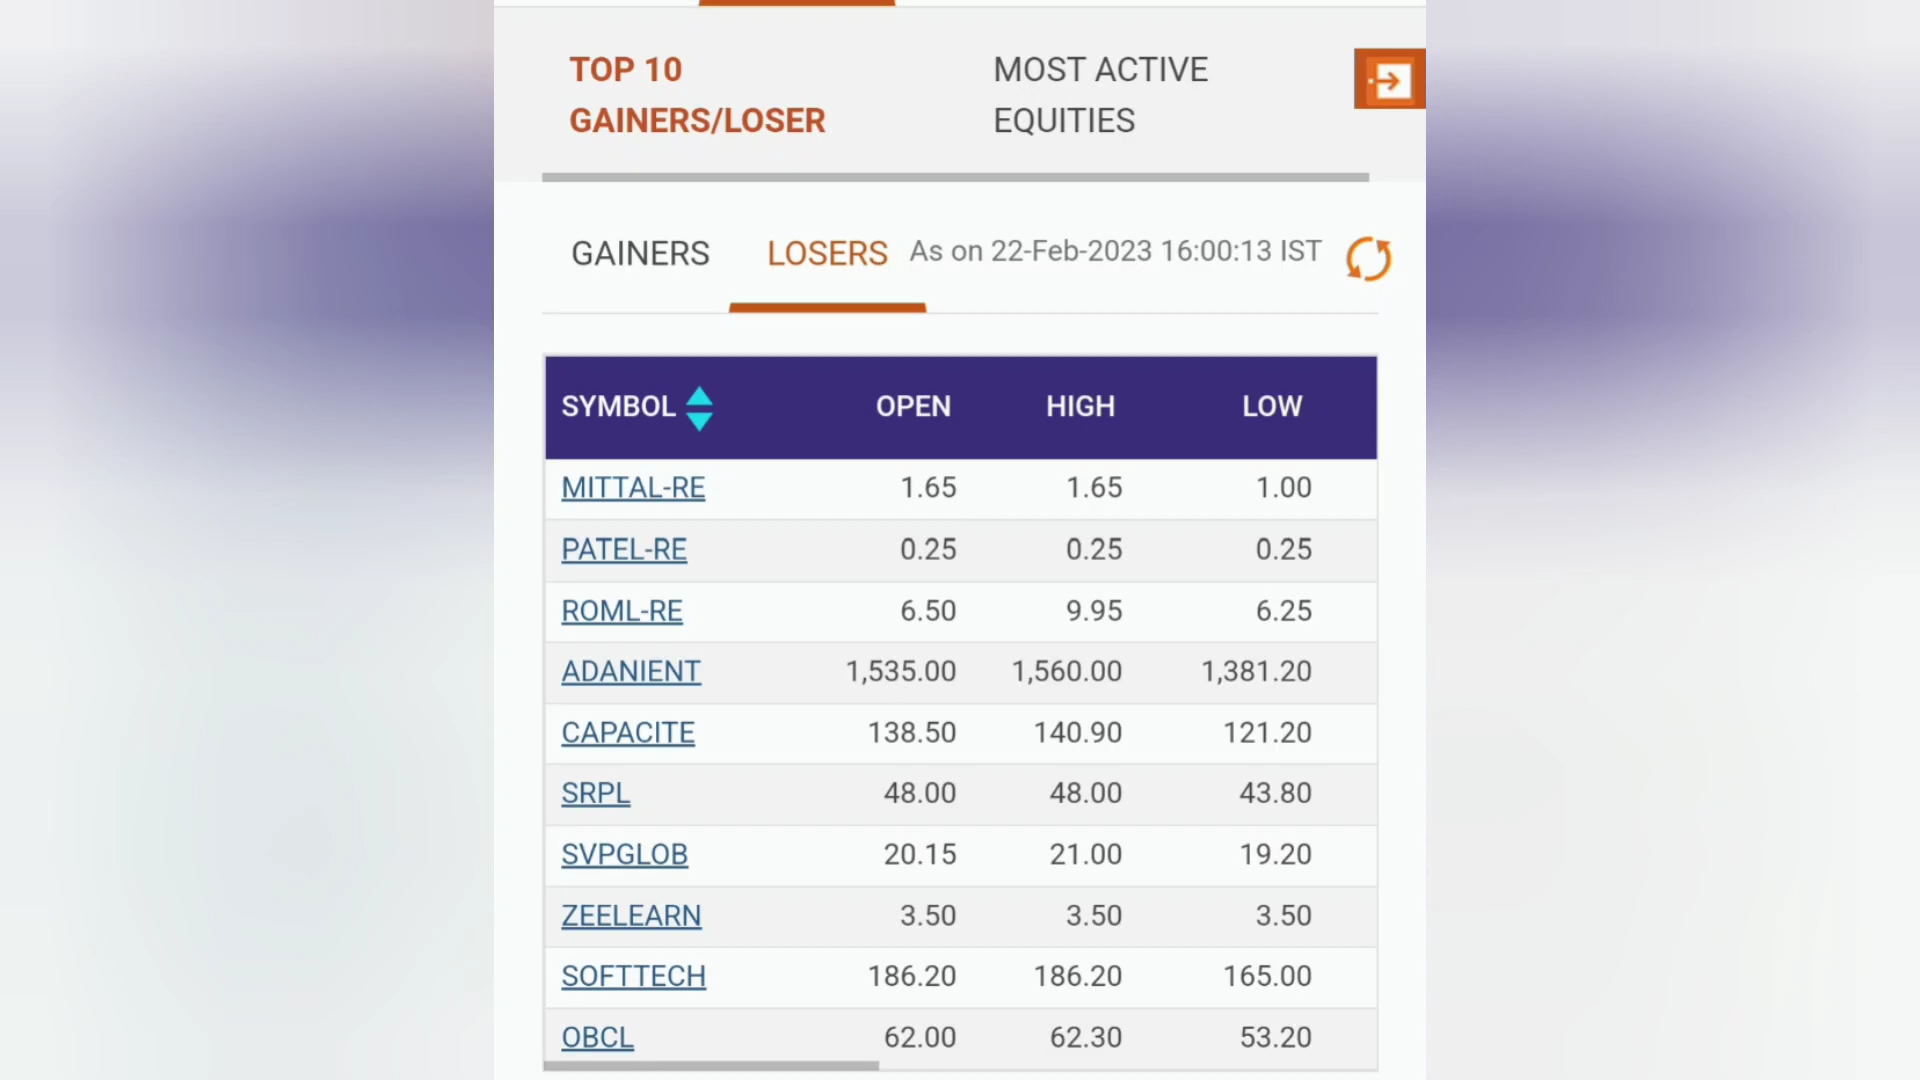 TOP 10
GAINERS/LOSER
MOST ACTIVE
EQUITIES
GAINERS LOSERS As on 22-Feb-2023 16:00:13 IST
SYMBOL OPEN HIGH LOW
MITTAL-RE 1.65 1.65 1.00
PATEL-RE 0.25 0.25 0.25
ROML-RE 6.50 9.95 6.25
ADANIENT 1,535.00 1,560.00 1,381.20
CAPACITE 138.50 140.90 121.20
SRPL 48.00 48.00 43.80
SVPGLOB 20.15 21.00 19.20
ZEELEARN 3.50 3.50 3.50
SOFTTECH 186.20 186.20 165.00
OBCL 62.00 62.30 53.20